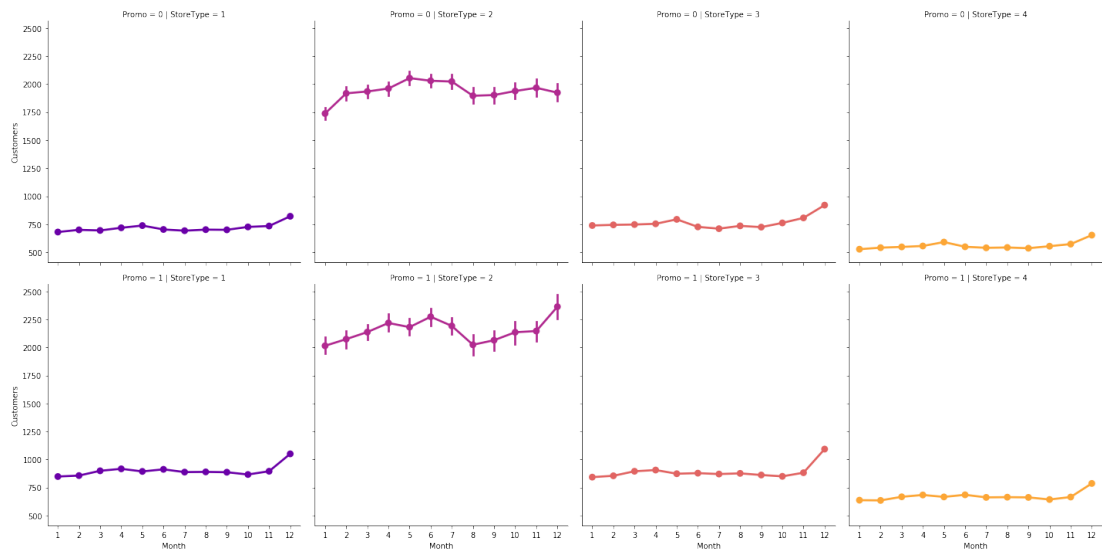 Promo = 0 | StoreType = 1
Promo = 0 | StoreType = 2
Promo = 0 | StoreType = 3
Promo = 0 | StoreType = 4
2500
2250
2000
1750
1500
1250
1000
750
500
Customers
Promo = 1 | StoreType = 1
Promo = 1 | StoreType = 2
Promo = 1 | StoreType = 3
Promo = 1 | StoreType = 4
2500
2250
2000
1750
1500
1250
1000
750
500
Customers
1 2 3 4 5 6 7 8 9 10 11 12
Month
1 2 3 4 5 6 7 8 9 10 11 12
Month
1 2 3 4 5 6 7 8 9 10 11 12
Month
1 2 3 4 5 6 7 8 9 10 11 12
Month